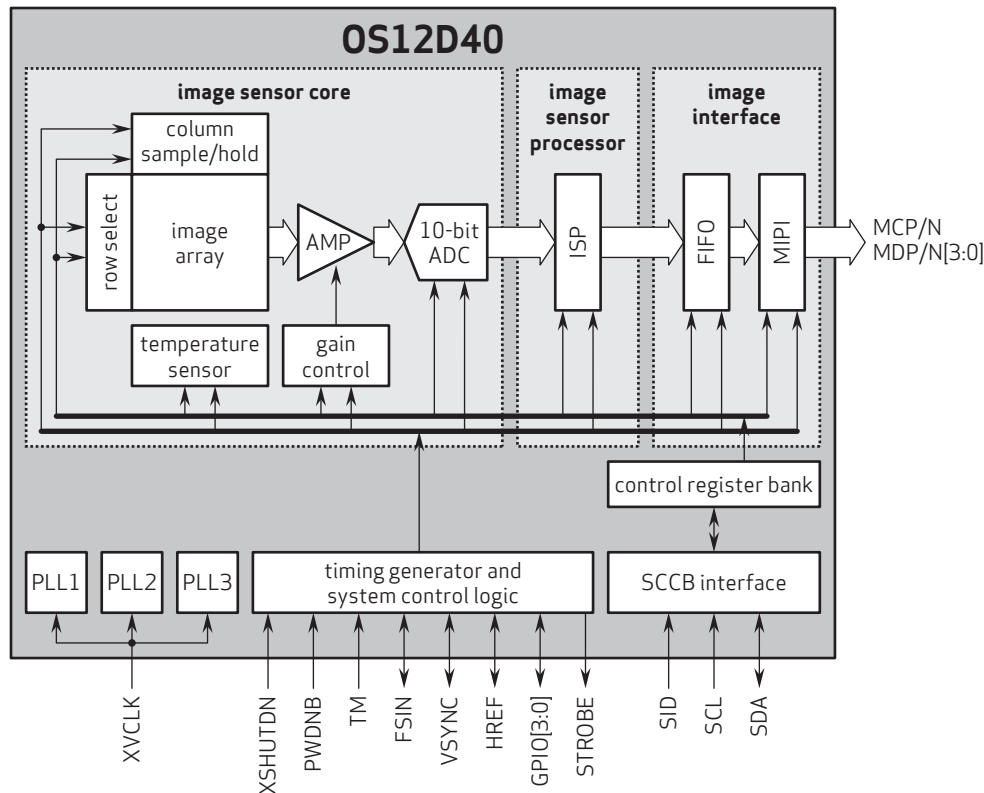 OS12D40
image sensor core
image
sensor
processor
image
interface
column
sample/hold
row select
image
array
AMP
10-bit
ADC
ISP
FIFO
MIPI
MCP/N
MDP/N[3:0]
temperature
sensor
gain
control
control register bank
PLL1
PLL2
PLL3
timing generator and
system control logic
SCCB interface
XVCLK
XSHUTDN
PWDNB
TM
FSIN
VSYNC
HREF
GPIO[3:0]
STROBE
SID
SCL
SDA